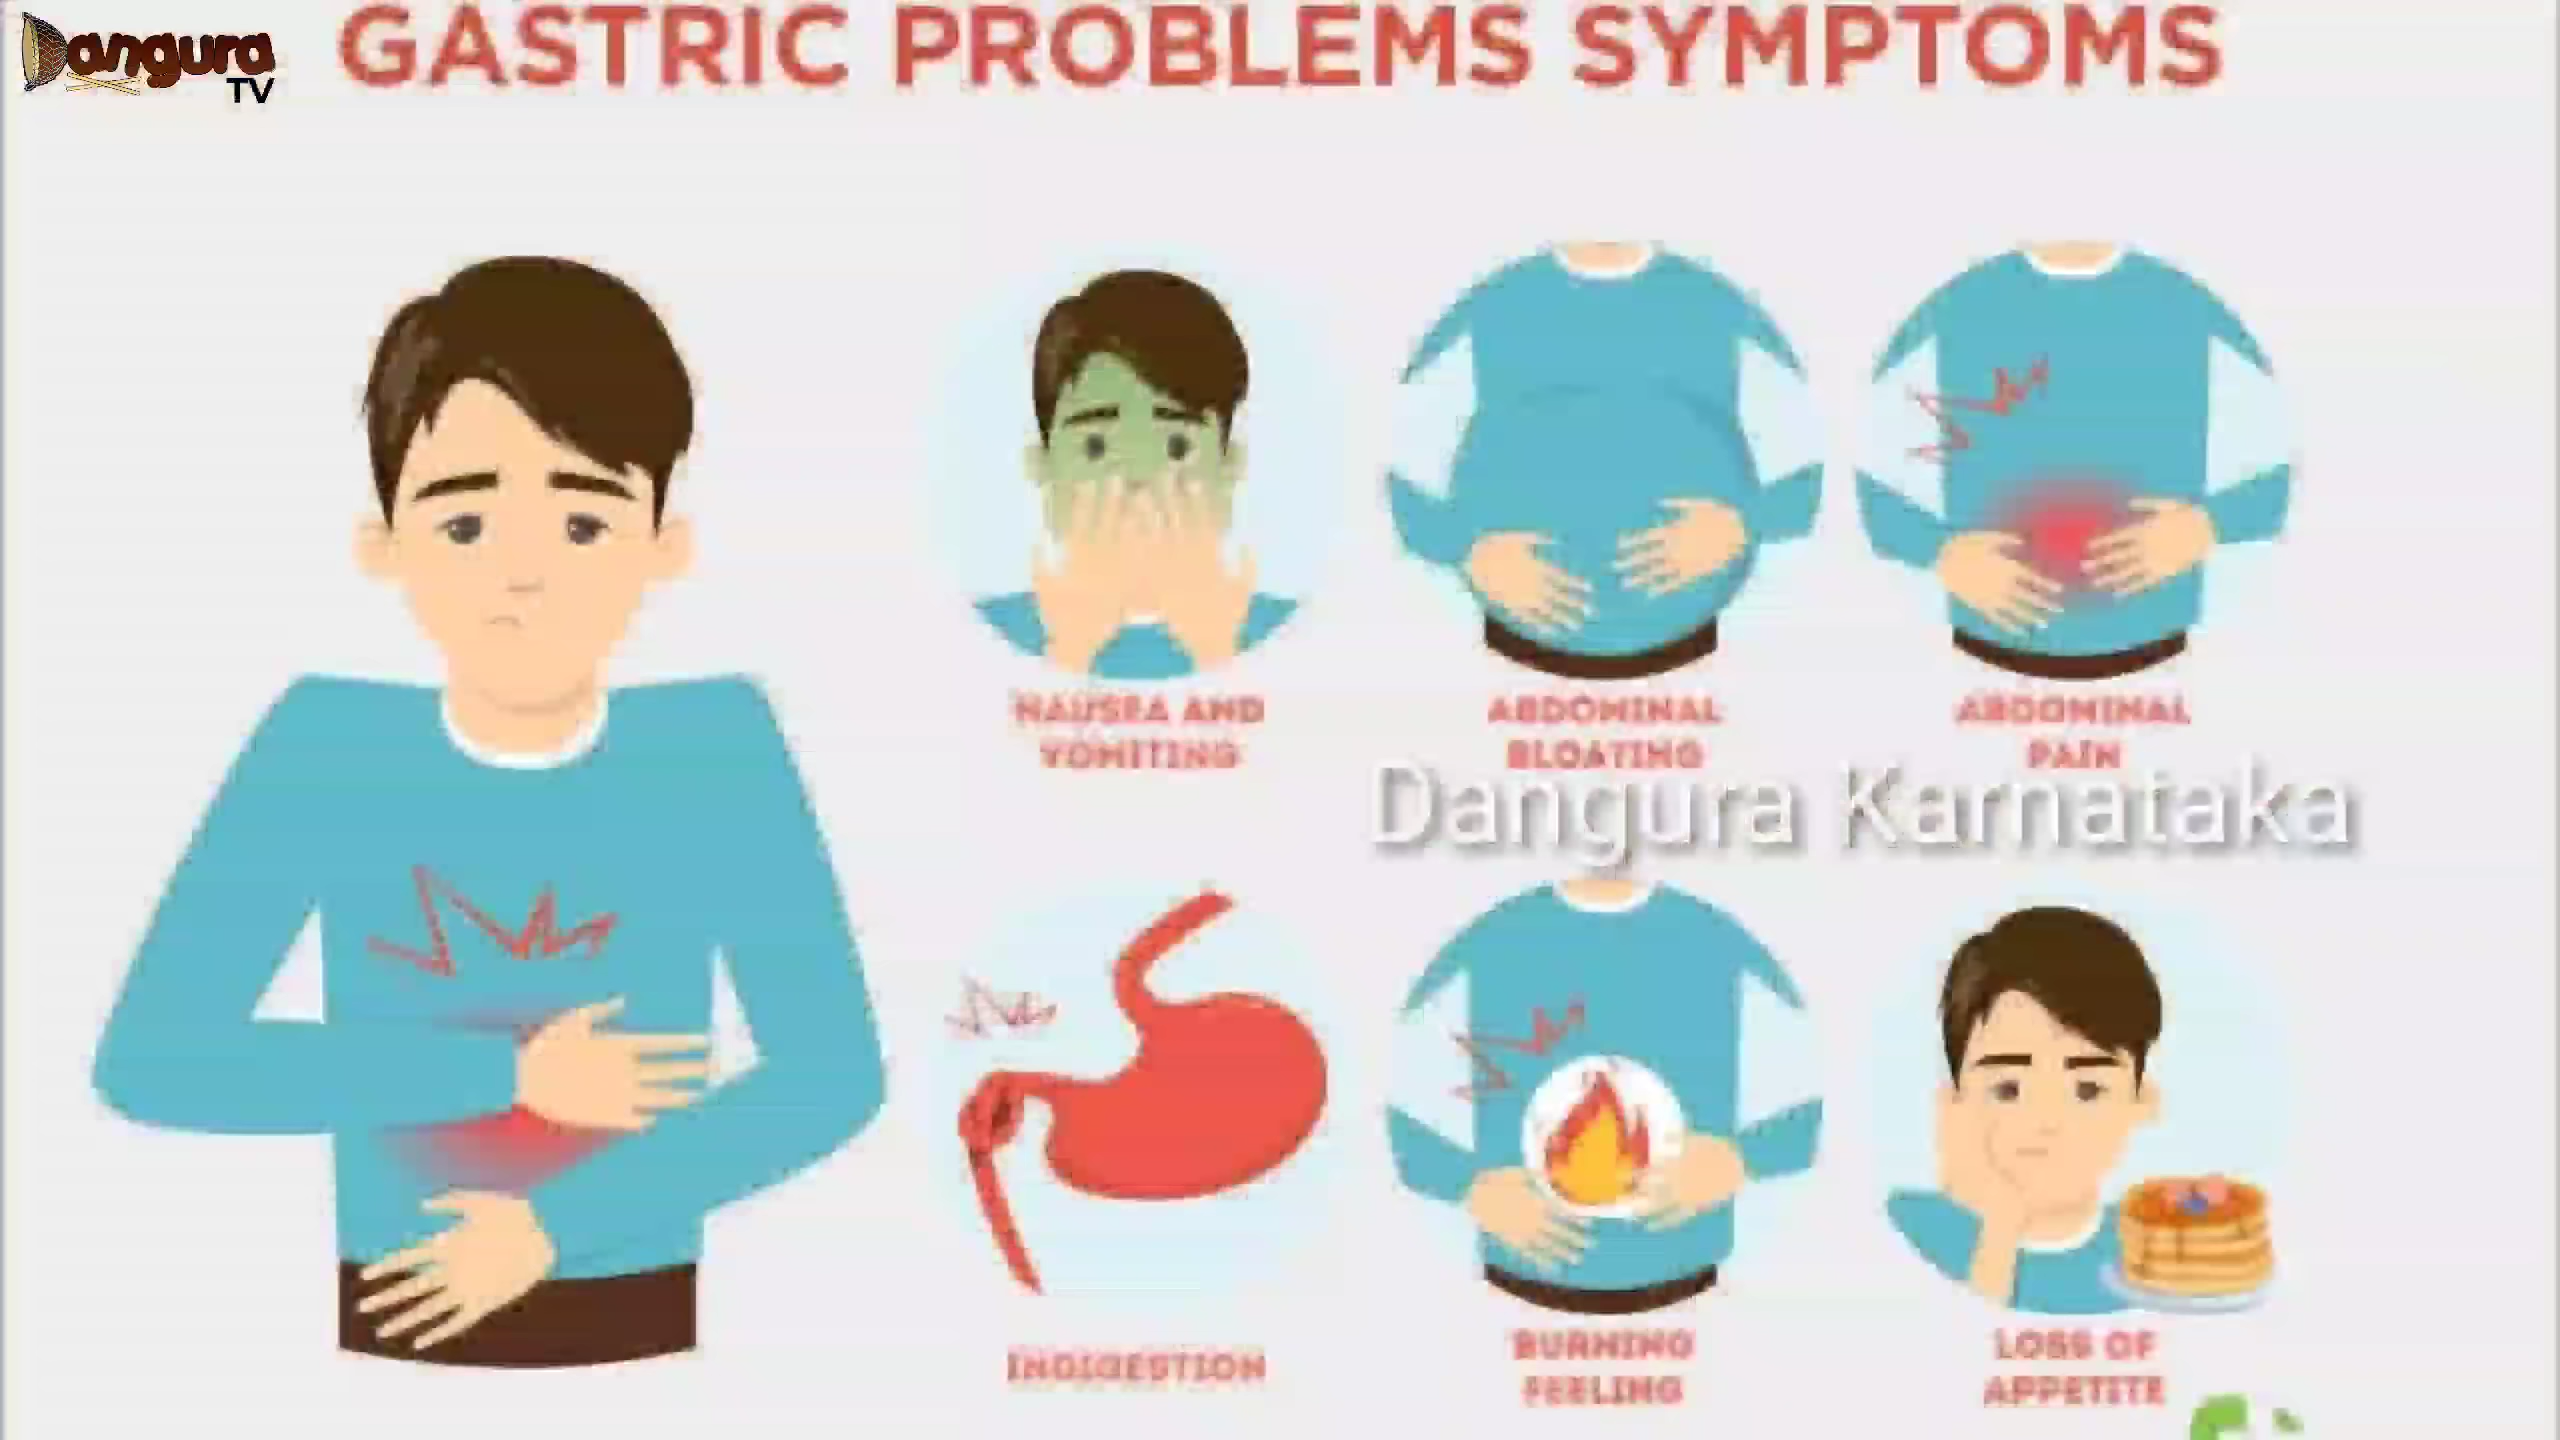 Dangura
TV
GASTRIC PROBLEMS SYMPTOMS
NAUSEA AND
VOMITING
ABDOMINAL
BLOATING
ABDOMINAL
PAIN
Dangura Karnataka
INDIGESTION
BURNING
FEELING
LOSS OF
APPETITE